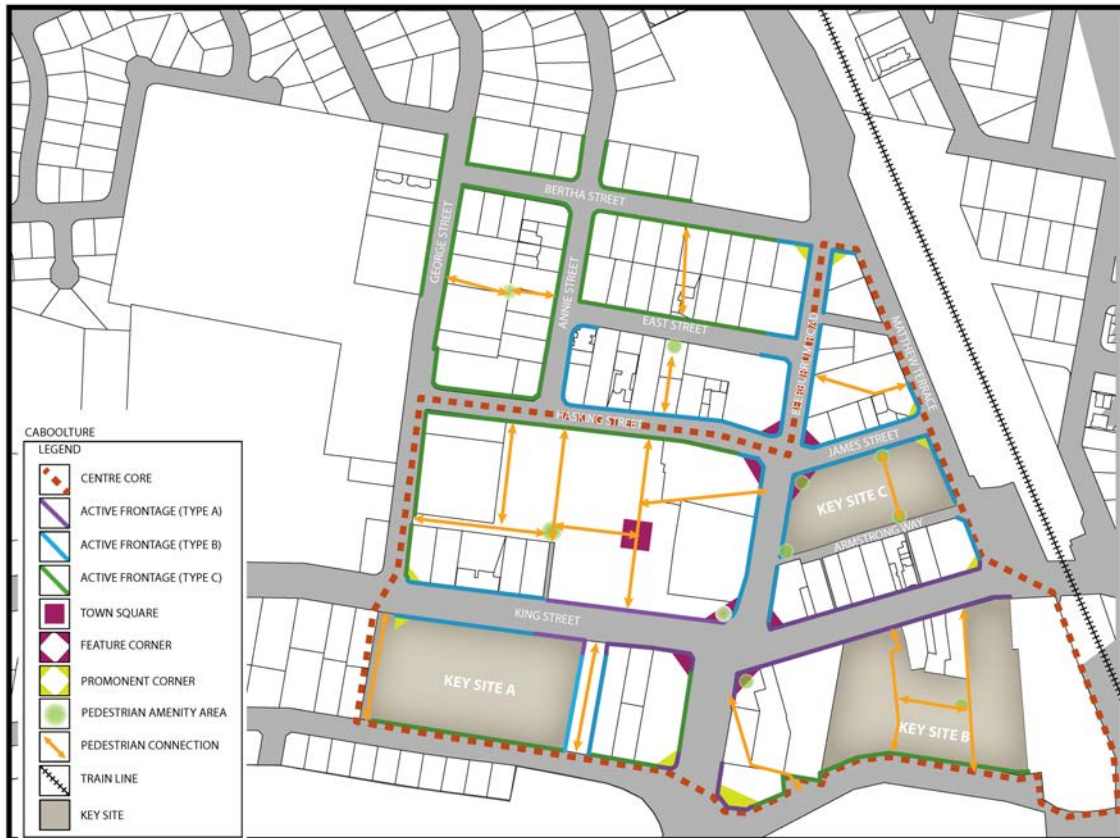 BERTHA STREET
GEORGE STREET
ANNIE STREET
EAST STREET
BEERBURRUM ROAD
MATTHEW TERRACE
HASKING STREET
JAMES STREET
KEY SITE C
ARMSTRONG WAY
KING STREET
KEY SITE A
KEY SITE B
CABOOLTURE
LEGEND
CENTRE CORE
ACTIVE FRONTAGE (TYPE A)
ACTIVE FRONTAGE (TYPE B)
ACTIVE FRONTAGE (TYPE C)
TOWN SQUARE
FEATURE CORNER
PROMONENT CORNER
PEDESTRIAN AMENITY AREA
PEDESTRIAN CONNECTION
TRAIN LINE
KEY SITE